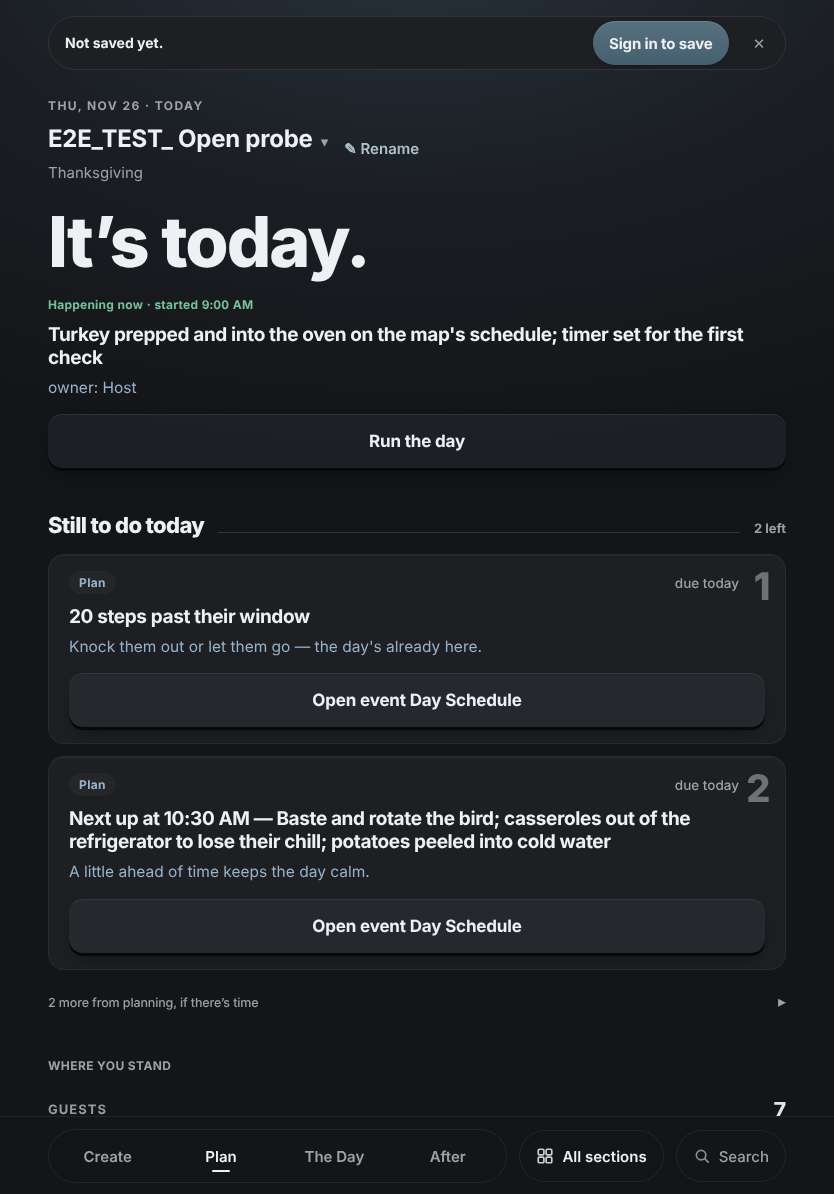 Not saved yet.
Sign in to save ×
THU, NOV 26 · TODAY
E2E_TEST_ Open probe ▾ ✎ Rename
Thanksgiving
It’s today.
Happening now · started 9:00 AM
Turkey prepped and into the oven on the map's schedule; timer set for the first
check
owner: Host
Run the day
Still to do today 2 left
Plan due today 1
20 steps past their window
Knock them out or let them go — the day's already here.
Open event Day Schedule
Plan due today 2
Next up at 10:30 AM — Baste and rotate the bird; casseroles out of the
refrigerator to lose their chill; potatoes peeled into cold water
A little ahead of time keeps the day calm.
Open event Day Schedule
2 more from planning, if there’s time ▸
WHERE YOU STAND
GUESTS 7
Create Plan The Day After All sections Search